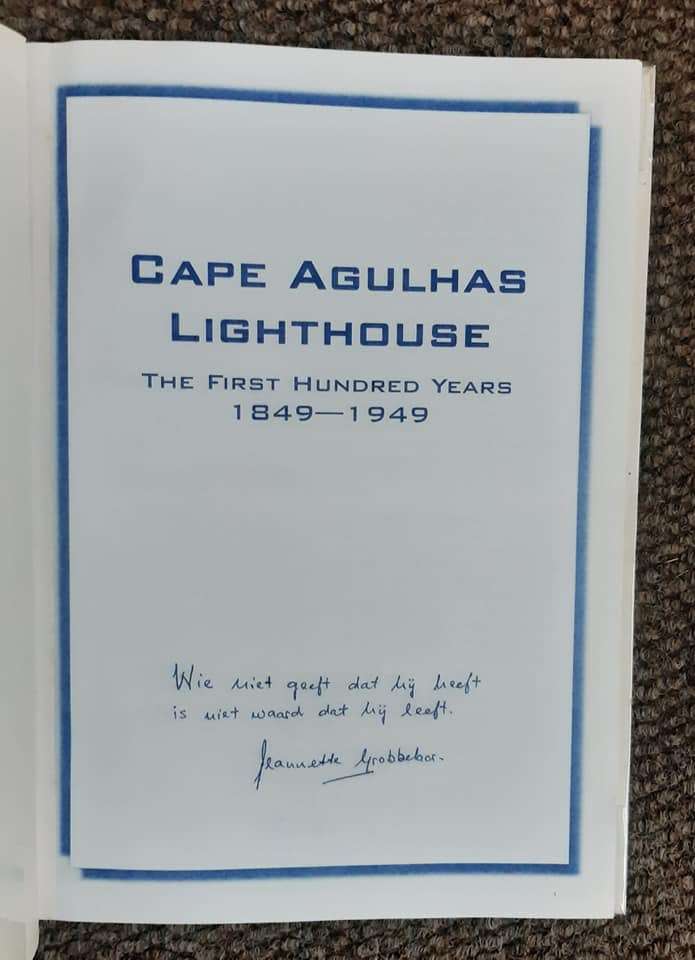 CAPE AGULHAS
LIGHTHOUSE
THE FIRST HUNDRED YEARS
1849—1949
Wie niet geeft dat hij heeft
is niet waard dat hij leeft.
Jeannette Grobbelaar.